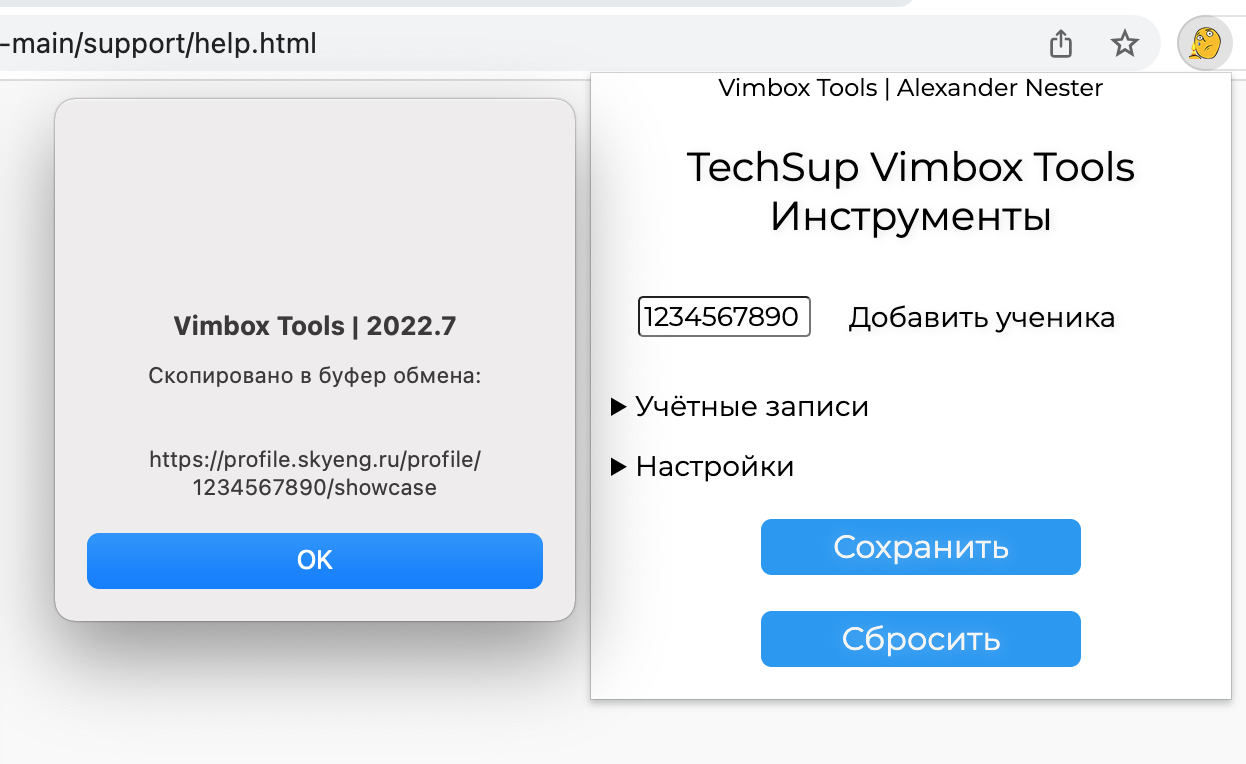 -main/support/help.html
Vimbox Tools | 2022.7
Скопировано в буфер обмена:
https://profile.skyeng.ru/profile/
1234567890/showcase
OK
Vimbox Tools | Alexander Nester
TechSup Vimbox Tools
Инструменты
1234567890 Добавить ученика
Учётные записи
Настройки
Сохранить
Сбросить